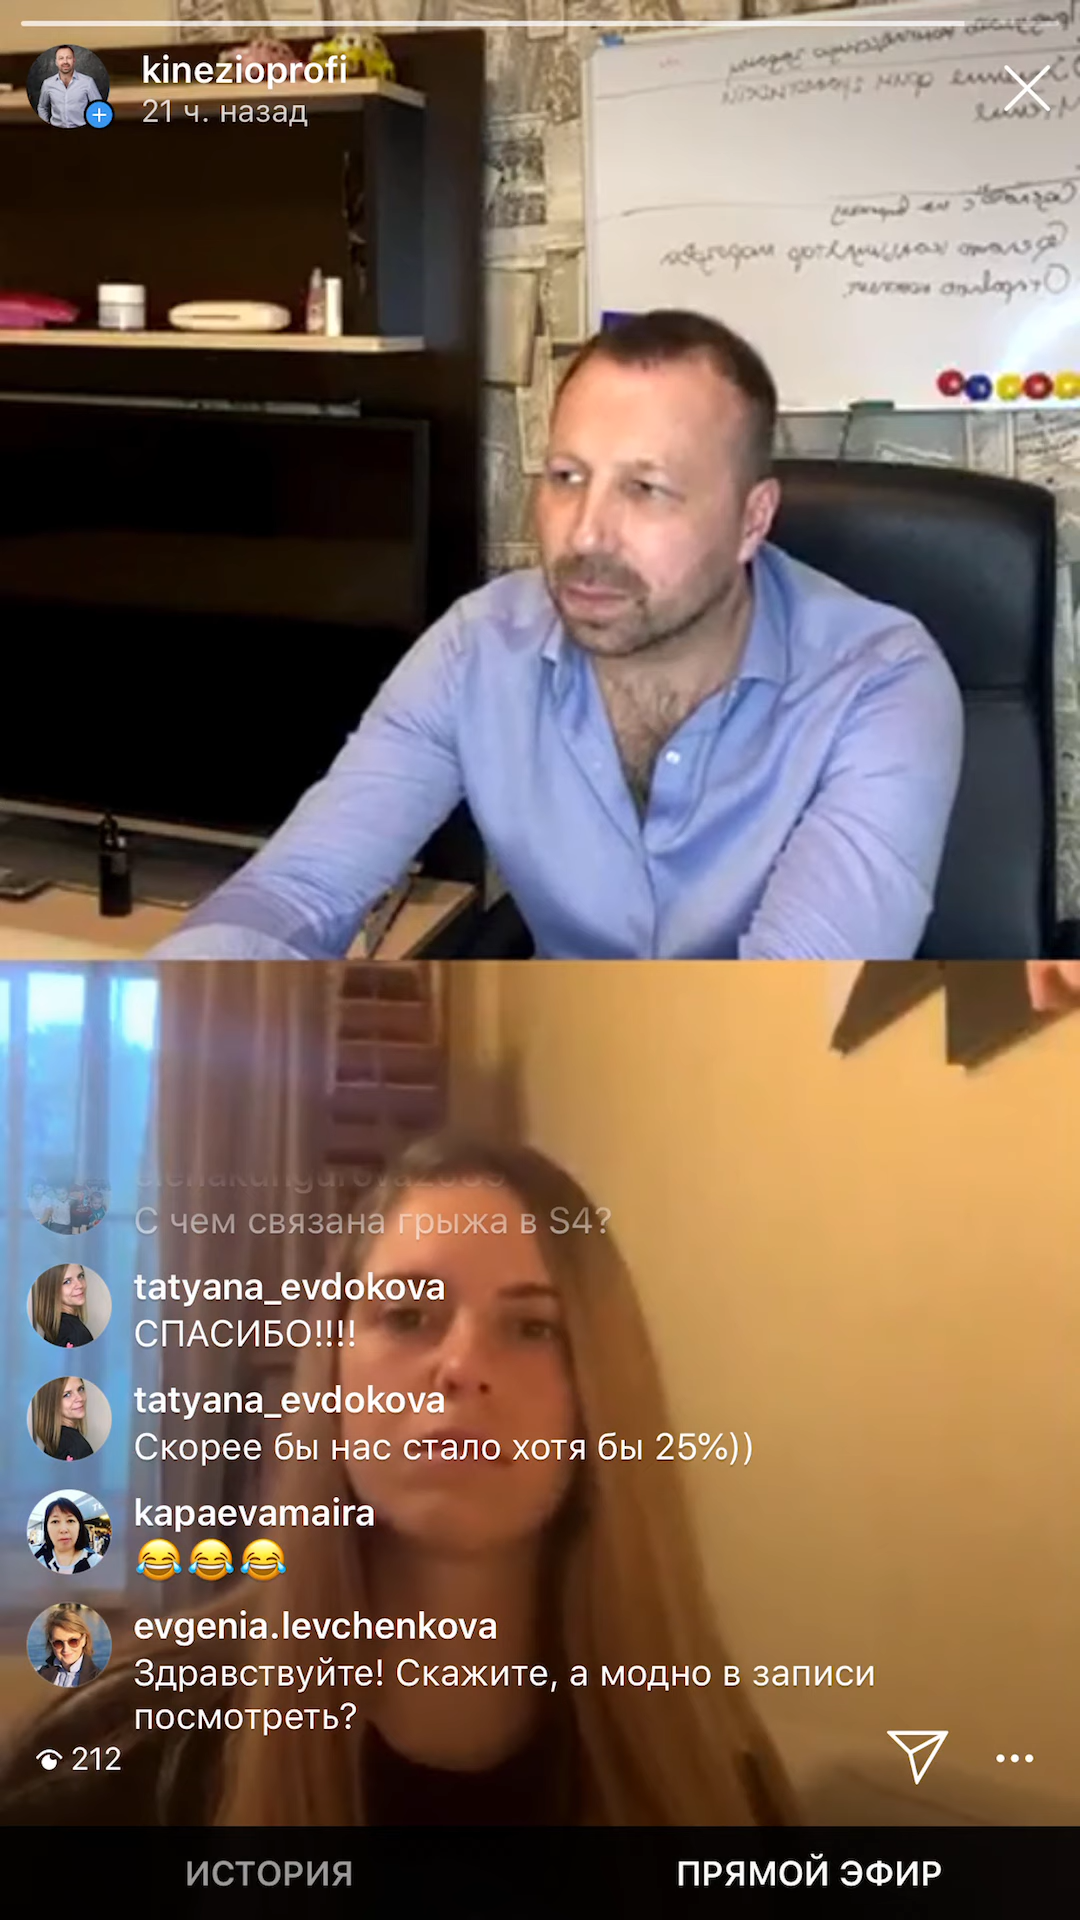 kinezioprofi
21 ч. назад
elenakungurova2009
С чем связана грыжа в S4?
tatyana_evdokova
СПАСИБО!!!!
tatyana_evdokova
Скорее бы нас стало хотя бы 25%))
kapaevamaira
😂😂😂
evgenia.levchenkova
Здравствуйте! Скажите, а модно в записи
посмотреть?
212
ИСТОРИЯ
ПРЯМОЙ ЭФИР